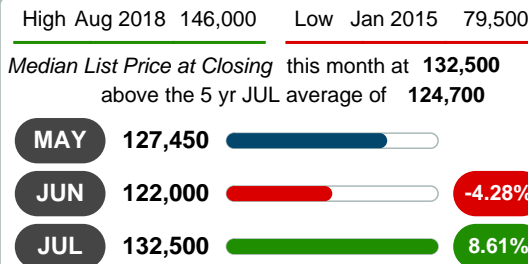 High Aug 2018 146,000 Low Jan 2015 79,500
Median List Price at Closing this month at 132,500
above the 5 yr JUL average of 124,700
MAY 127,450
JUN 122,000 -4.28%
JUL 132,500 8.61%